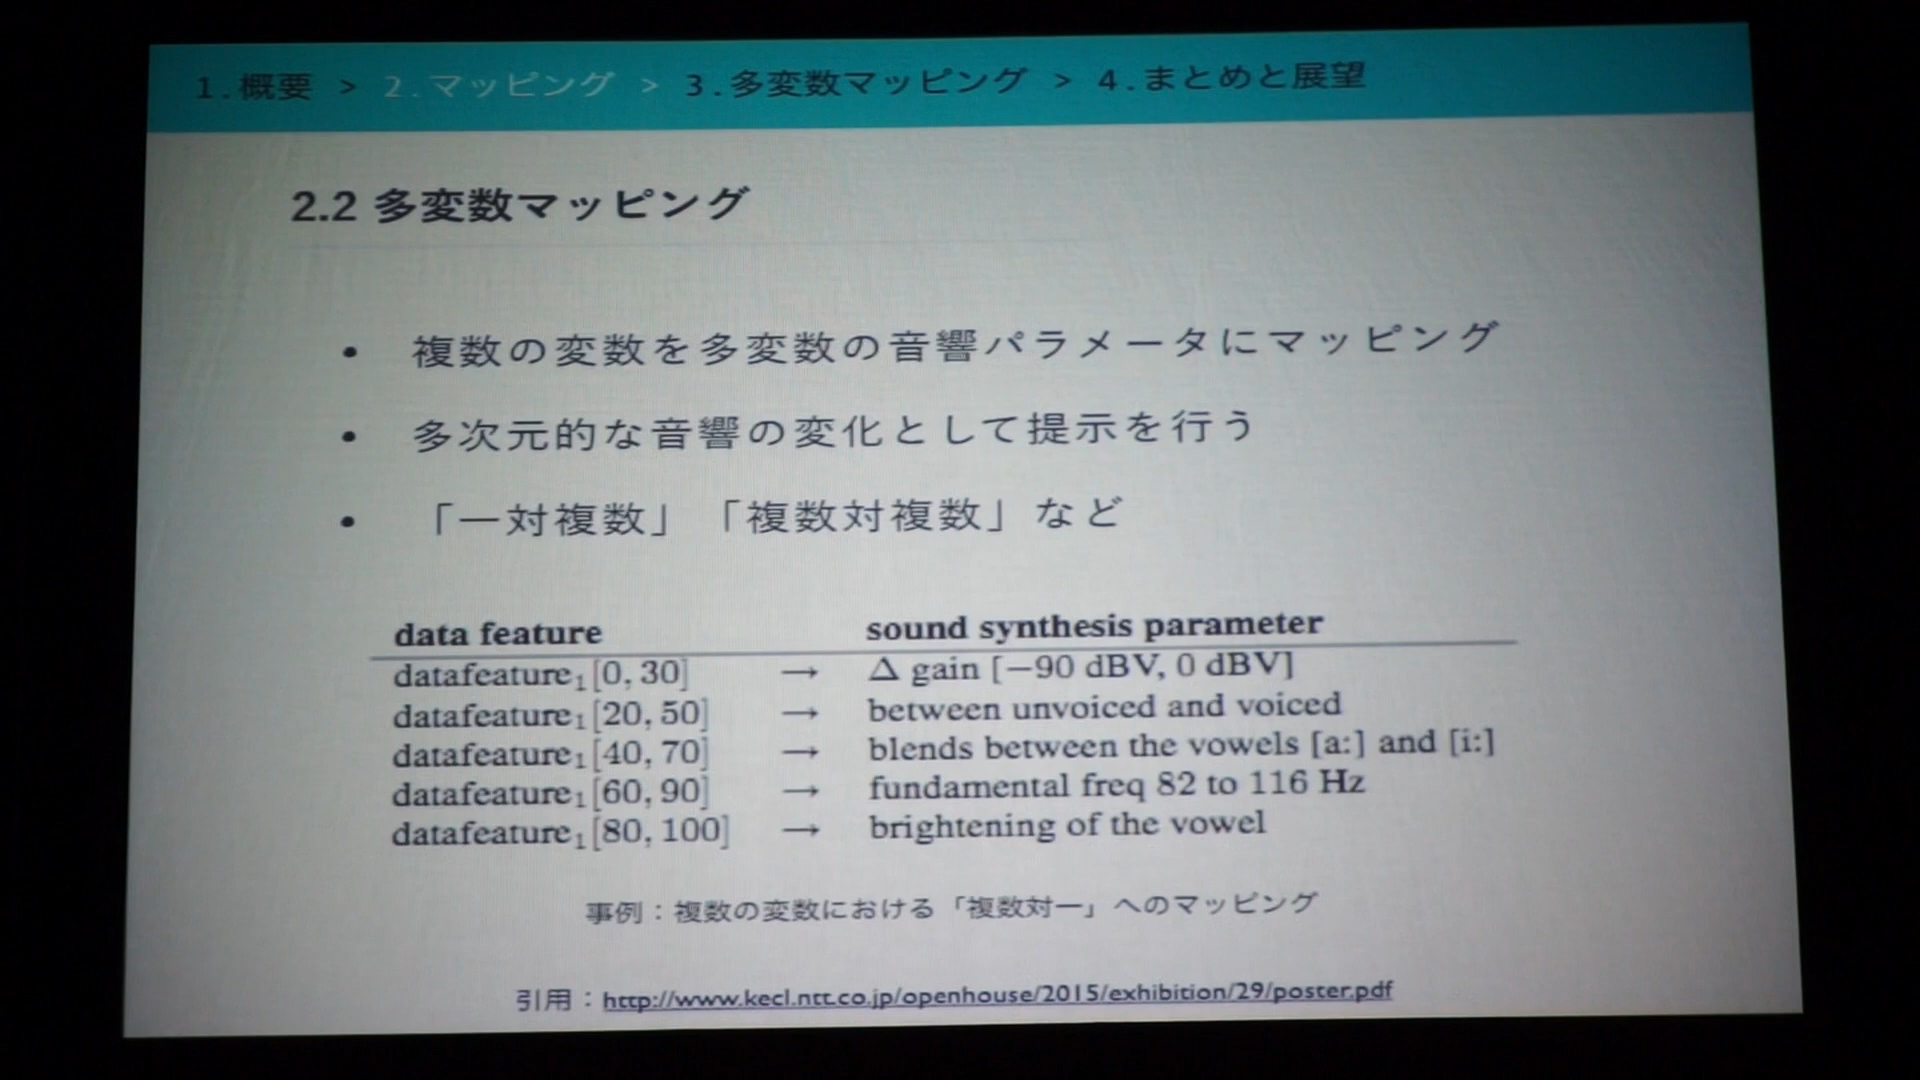 1.概要 > 2.マッピング > 3.多変数マッピング > 4.まとめと展望
2.2 多変数マッピング
• 複数の変数を多変数の音響パラメータにマッピング
• 多次元的な音響の変化として提示を行う
• 「一対複数」「複数対複数」など
data feature sound synthesis parameter
datafeature₁[0, 30] → Δ gain [−90 dBV, 0 dBV]
datafeature₁[20, 50] → between unvoiced and voiced
datafeature₁[40, 70] → blends between the vowels [a:] and [i:]
datafeature₁[60, 90] → fundamental freq 82 to 116 Hz
datafeature₁[80, 100] → brightening of the vowel
事例：複数の変数における「複数対一」へのマッピング
引用：http://www.kecl.ntt.co.jp/openhouse/2015/exhibition/29/poster.pdf